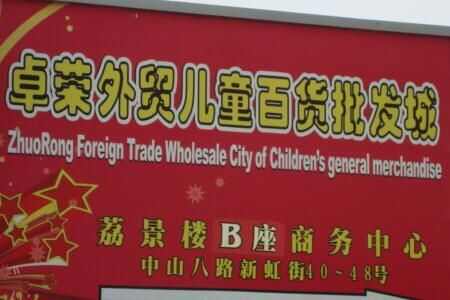 卓荣外贸儿童百货批发城
ZhuoRong Foreign Trade Wholesale City of Children's general merchandise
荔景楼B座商务中心
中山八路新虹街40~48号